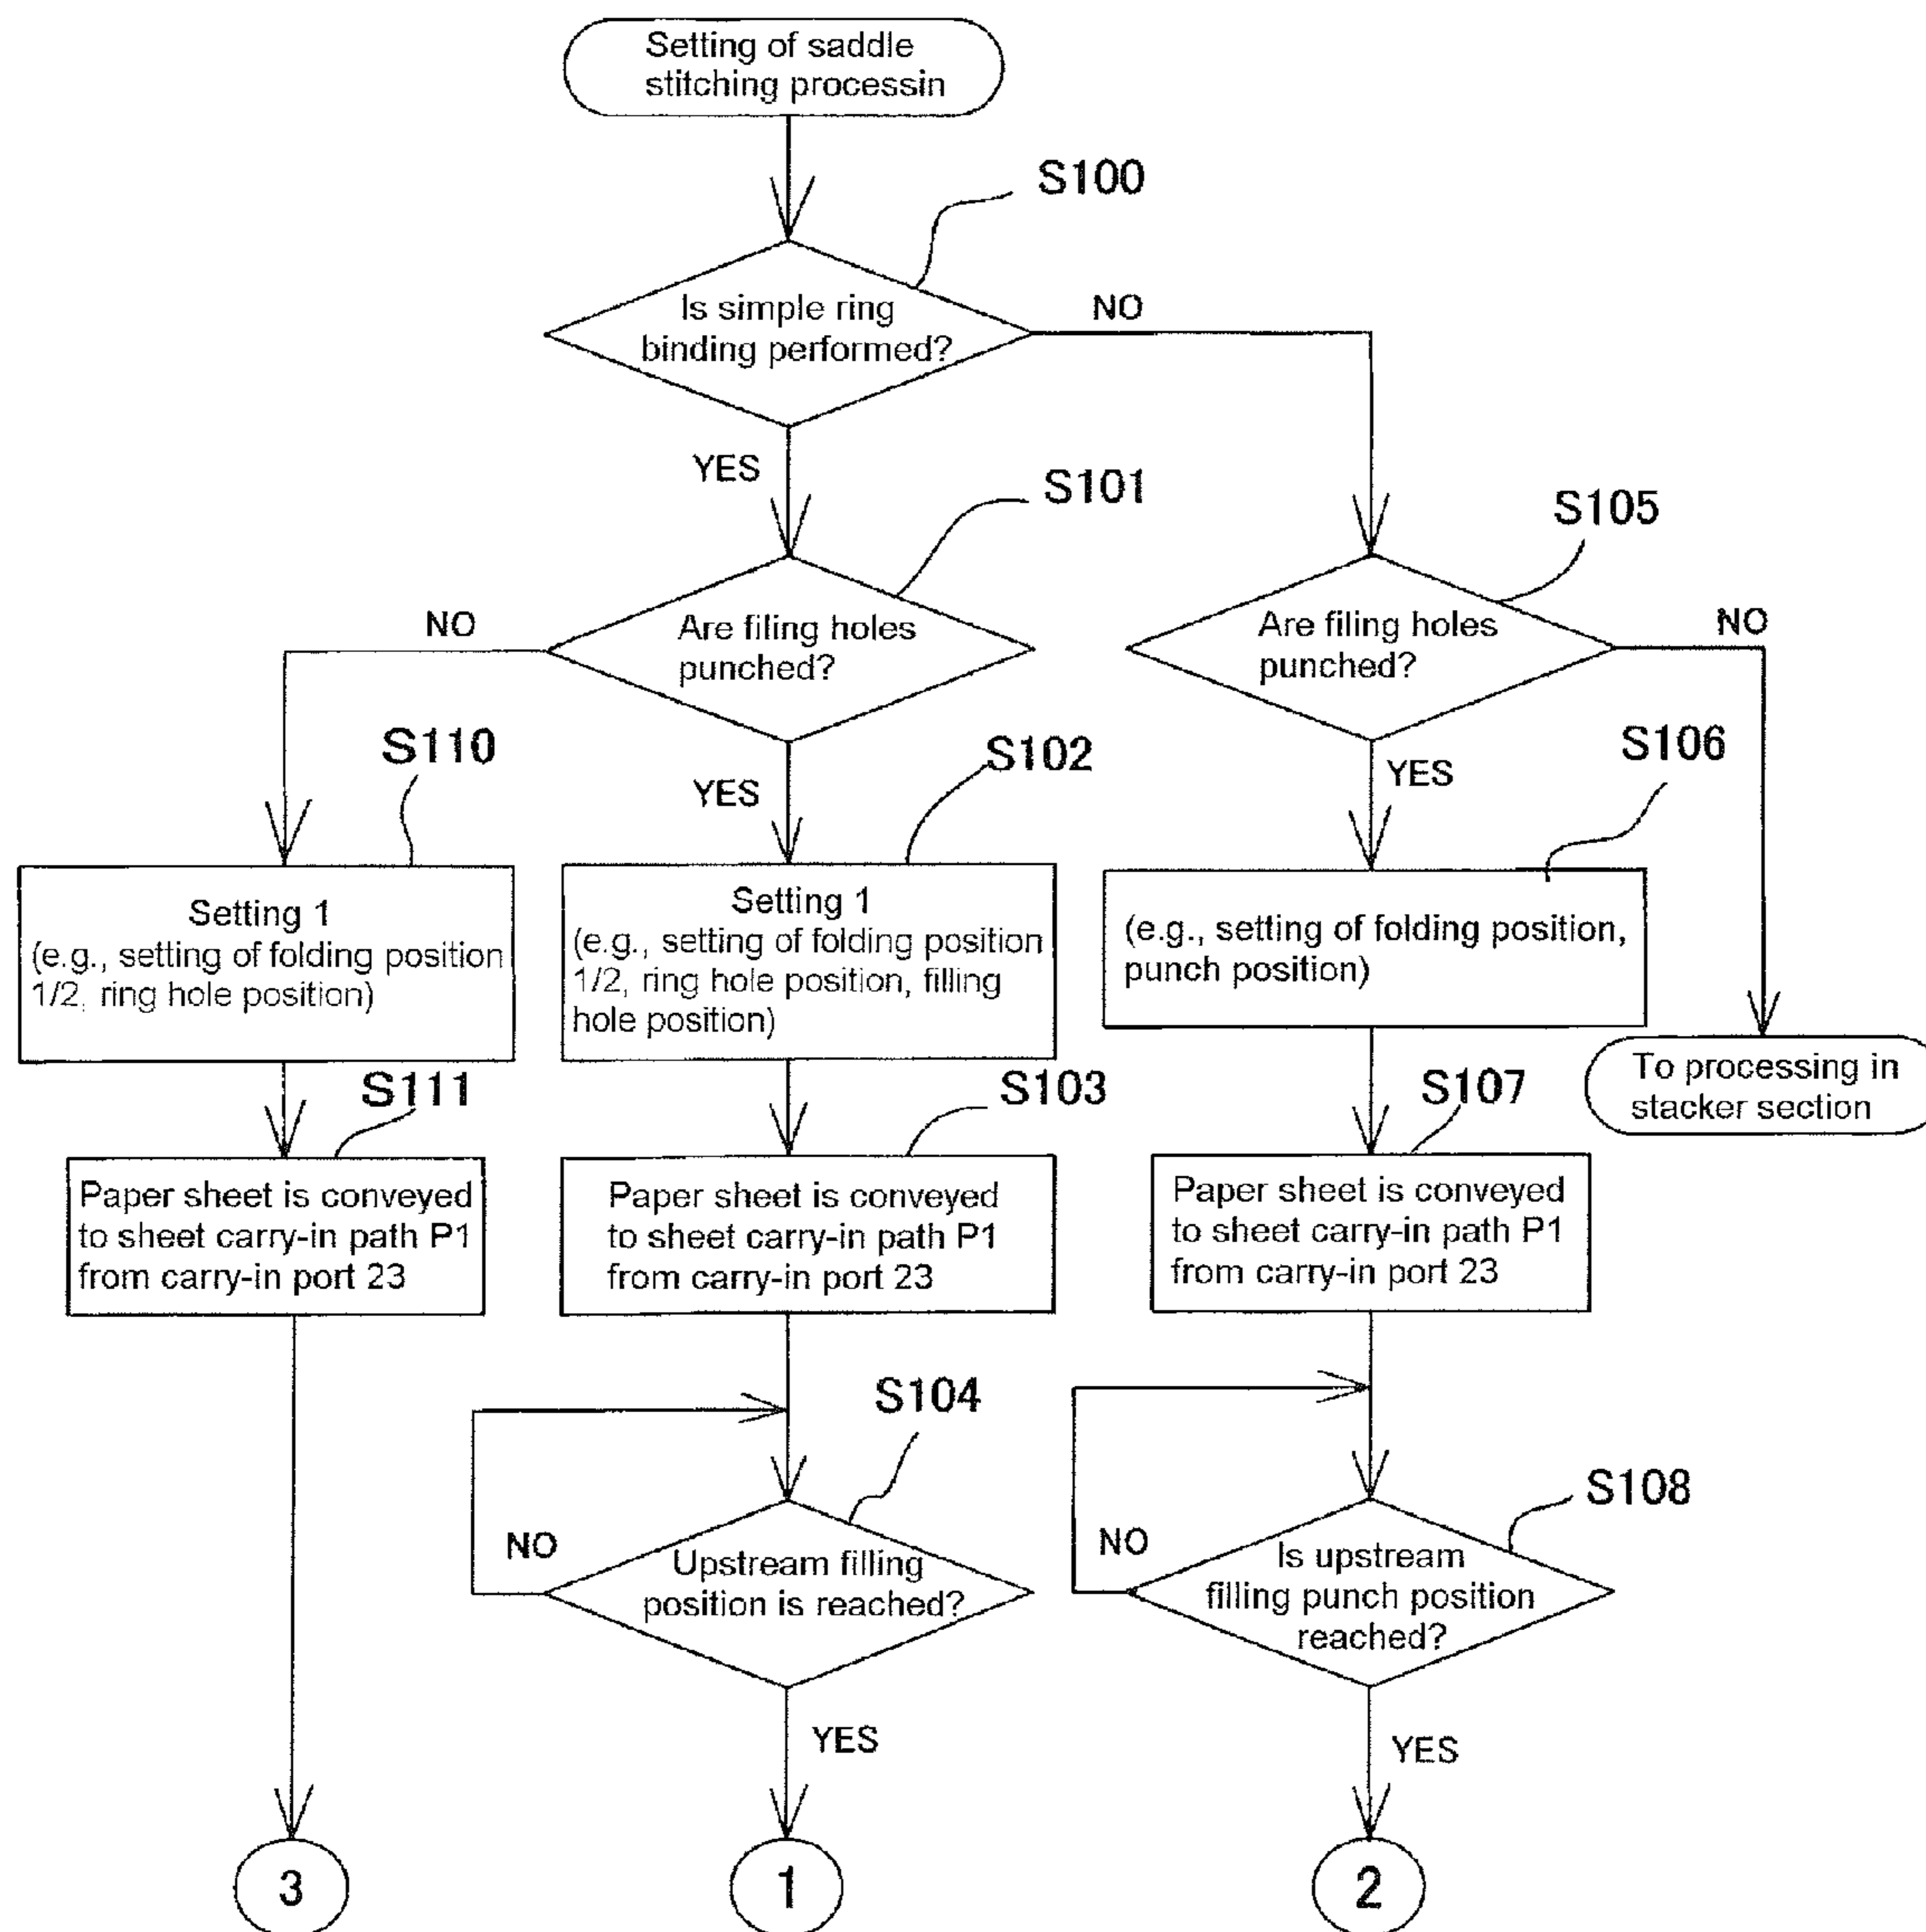 Setting of saddle
stitching processin
S100
Is simple ring
binding performed?
NO
YES
S101
S105
Are filing holes
punched?
NO
Are filing holes
punched?
NO
S110
S102
S106
YES
YES
Setting 1
(e.g., setting of folding position
1/2, ring hole position)
Setting 1
(e.g., setting of folding position
1/2, ring hole position, filling
hole position)
(e.g., setting of folding position,
punch position)
To processing in
stacker section
S111
S103
S107
Paper sheet is conveyed
to sheet carry-in path P1
from carry-in port 23
Paper sheet is conveyed
to sheet carry-in path P1
from carry-in port 23
Paper sheet is conveyed
to sheet carry-in path P1
from carry-in port 23
S104
S108
NO
Upstream filling
position is reached?
NO
Is upstream
filling punch position
reached?
YES
YES
3
1
2